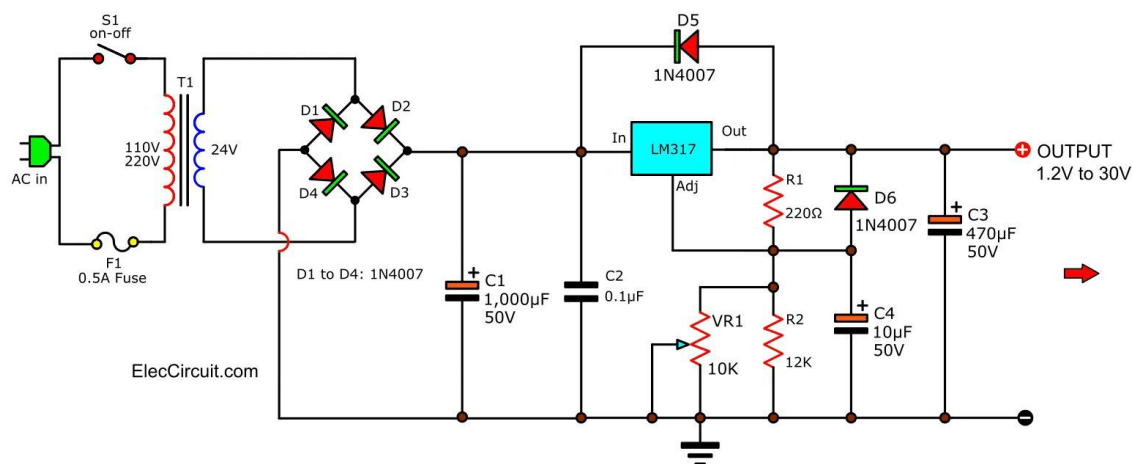 S1
on-off
T1
110V
220V
24V
AC in
F1
0.5A Fuse
D1
D2
D4
D3
D1 to D4: 1N4007
D5
1N4007
In
LM317
Out
Adj
R1
220Ω
D6
1N4007
C3
+
470µF
50V
OUTPUT
1.2V to 30V
+
C1
1,000µF
50V
C2
0.1µF
VR1
10K
R2
12K
+
C4
10µF
50V
ElecCircuit.com